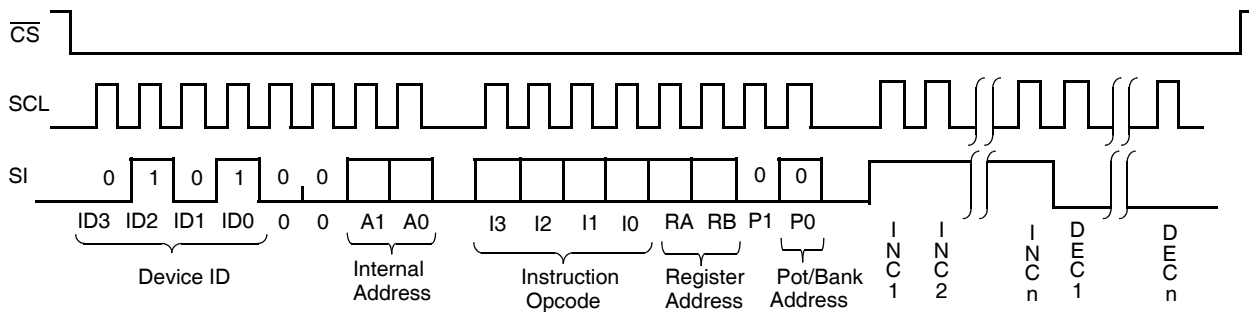 CS
SCL
SI
0 1 0 1 0 0 0 0
ID3 ID2 ID1 ID0 0 0 A1 A0 I3 I2 I1 I0 RA RB P1 P0
Device ID
Internal
Address
Instruction
Opcode
Register
Address
Pot/Bank
Address
INC1
INC2
INCn
DEC1
DECn